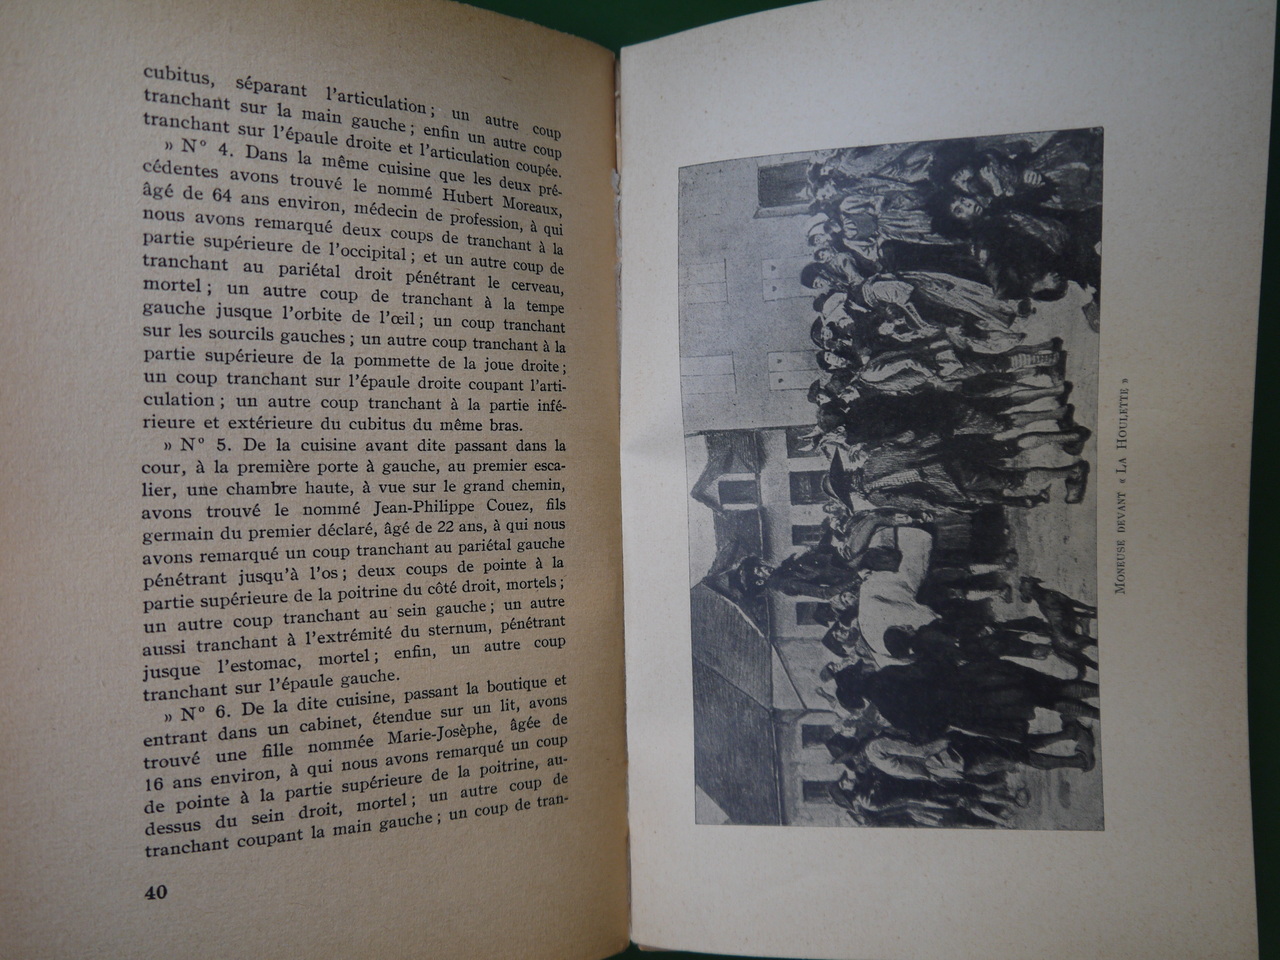 cubitus, séparant l'articulation ; un autre coup
tranchant sur la main gauche ; enfin un autre coup
tranchant sur l'épaule droite et l'articulation coupée.
» N° 4. Dans la même cuisine que les deux pré-
cédentes avons trouvé le nommé Hubert Moreaux,
âgé de 64 ans environ, médecin de profession, à qui
nous avons remarqué deux coups de tranchant à la
partie supérieure de l'occipital ; et un autre coup de
tranchant au pariétal droit pénétrant le cerveau,
mortel ; un autre coup de tranchant à la tempe
gauche jusque l'orbite de l'œil ; un coup tranchant
sur les sourcils gauches ; un autre coup tranchant à la
partie supérieure de la pommette de la joue droite ;
un coup tranchant sur l'épaule droite coupant l'arti-
culation ; un autre coup tranchant à la partie infé-
rieure et extérieure du cubitus du même bras.
» N° 5. De la cuisine avant dite passant dans la
cour, à la première porte à gauche, au premier esca-
lier, une chambre haute, à vue sur le grand chemin,
avons trouvé le nommé Jean-Philippe Couez, fils
germain du premier déclaré, âgé de 22 ans, à qui nous
avons remarqué un coup tranchant au pariétal gauche
pénétrant jusqu'à l'os ; deux coups de pointe à la
partie supérieure de la poitrine du côté droit, mortels ;
un autre coup tranchant au sein gauche ; un autre
aussi tranchant à l'extrémité du sternum, pénétrant
jusque l'estomac, mortel ; enfin, un autre coup
tranchant sur l'épaule gauche.
» N° 6. De la dite cuisine, passant la boutique et
entrant dans un cabinet, étendue sur un lit, avons
trouvé une fille nommée Marie-Josèphe, âgée de
16 ans environ, à qui nous avons remarqué un coup
de pointe à la partie supérieure de la poitrine, au-
dessus du sein droit, mortel ; un autre coup de
tranchant coupant la main gauche ; un coup de tran-
40
MONEUSE DEVANT « LA HOULETTE »